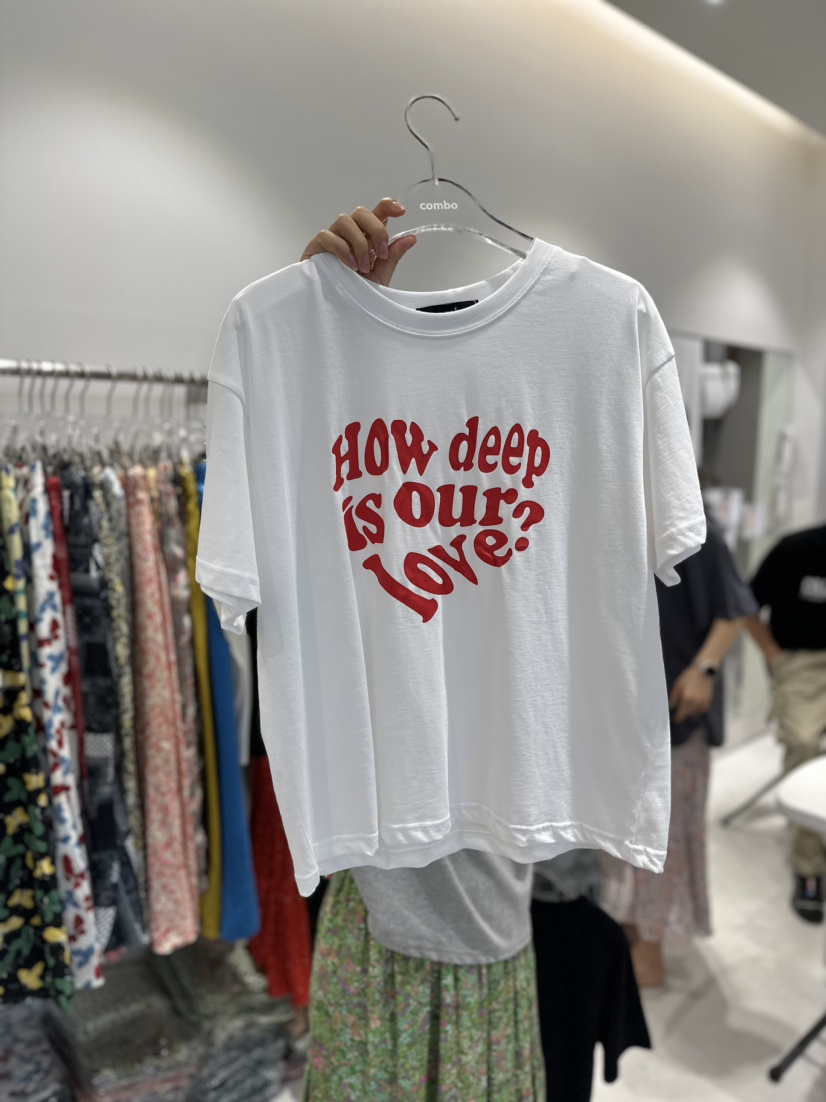 combo
How deep
is our
love?